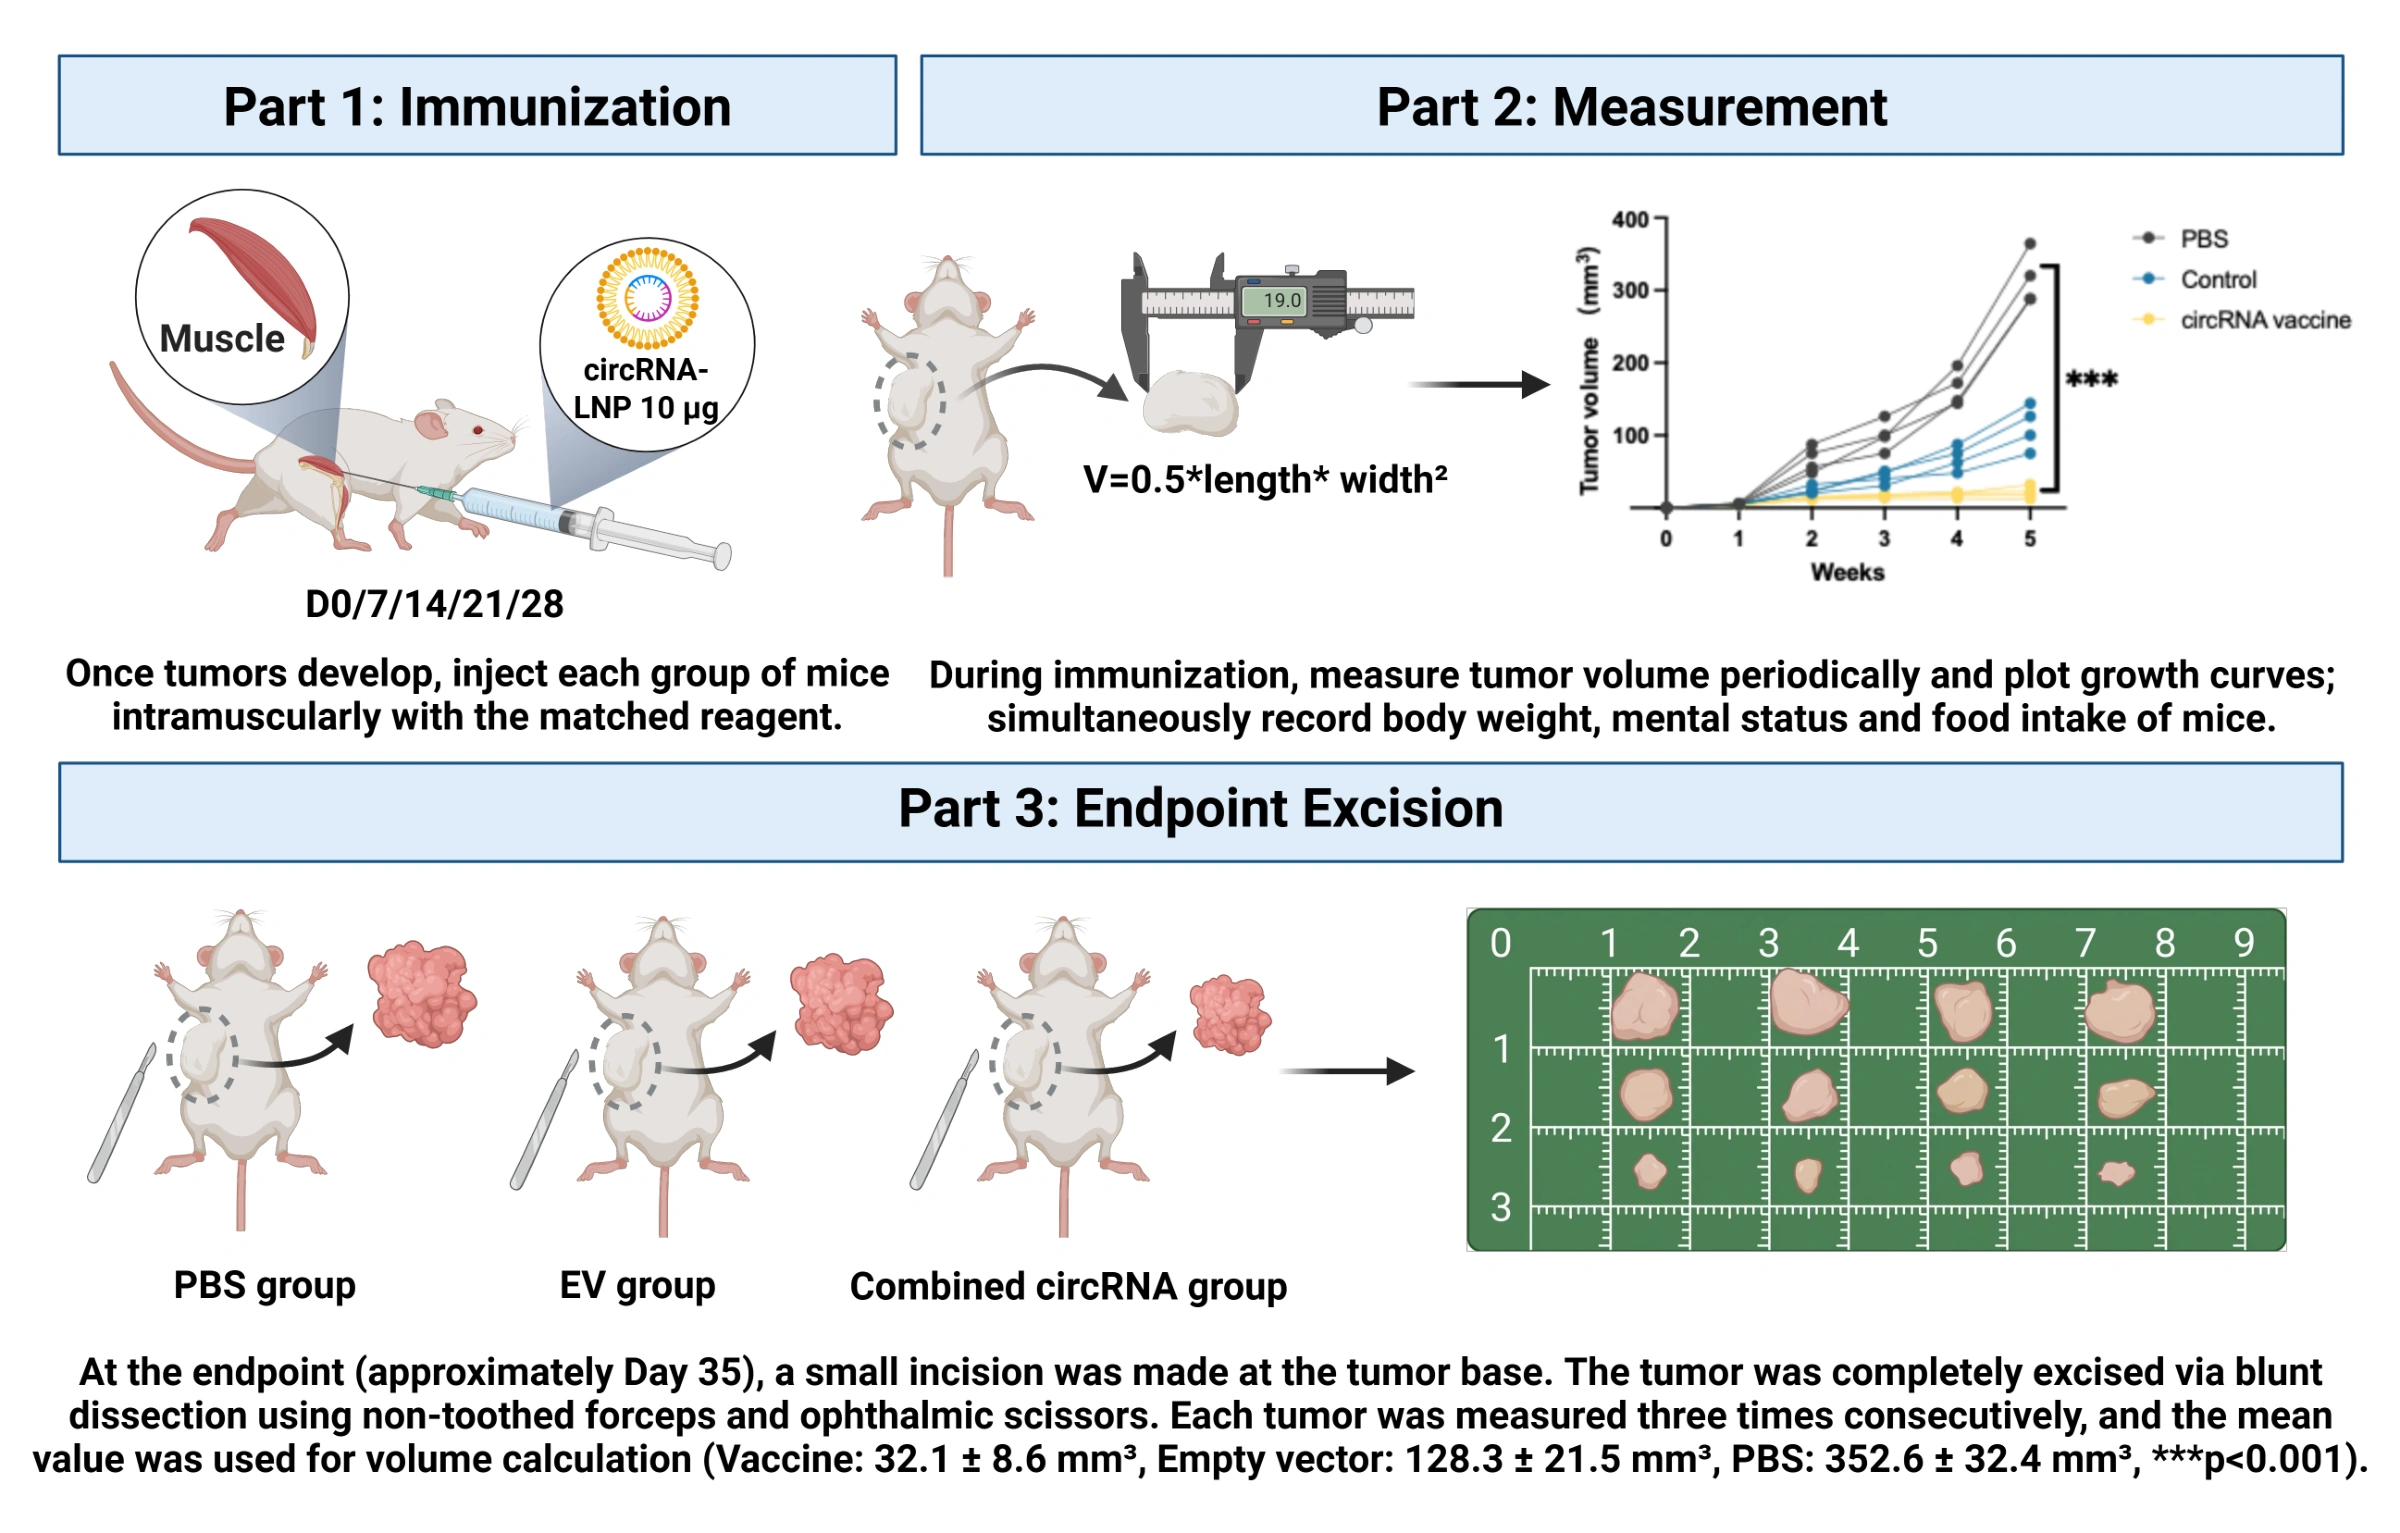 Part 1: Immunization
Part 2: Measurement
Muscle
circRNA-
LNP 10 µg
D0/7/14/21/28
Once tumors develop, inject each group of mice
intramuscularly with the matched reagent.
19.0
V=0.5*length* width²
Tumor volume (mm³)
400
300
200
100
0 1 2 3 4 5
Weeks
PBS
Control
circRNA vaccine
***
During immunization, measure tumor volume periodically and plot growth curves;
simultaneously record body weight, mental status and food intake of mice.
Part 3: Endpoint Excision
PBS group
EV group
Combined circRNA group
0 1 2 3 4 5 6 7 8 9
1
2
3
At the endpoint (approximately Day 35), a small incision was made at the tumor base. The tumor was completely excised via blunt
dissection using non-toothed forceps and ophthalmic scissors. Each tumor was measured three times consecutively, and the mean
value was used for volume calculation (Vaccine: 32.1 ± 8.6 mm³, Empty vector: 128.3 ± 21.5 mm³, PBS: 352.6 ± 32.4 mm³, ***p<0.001).